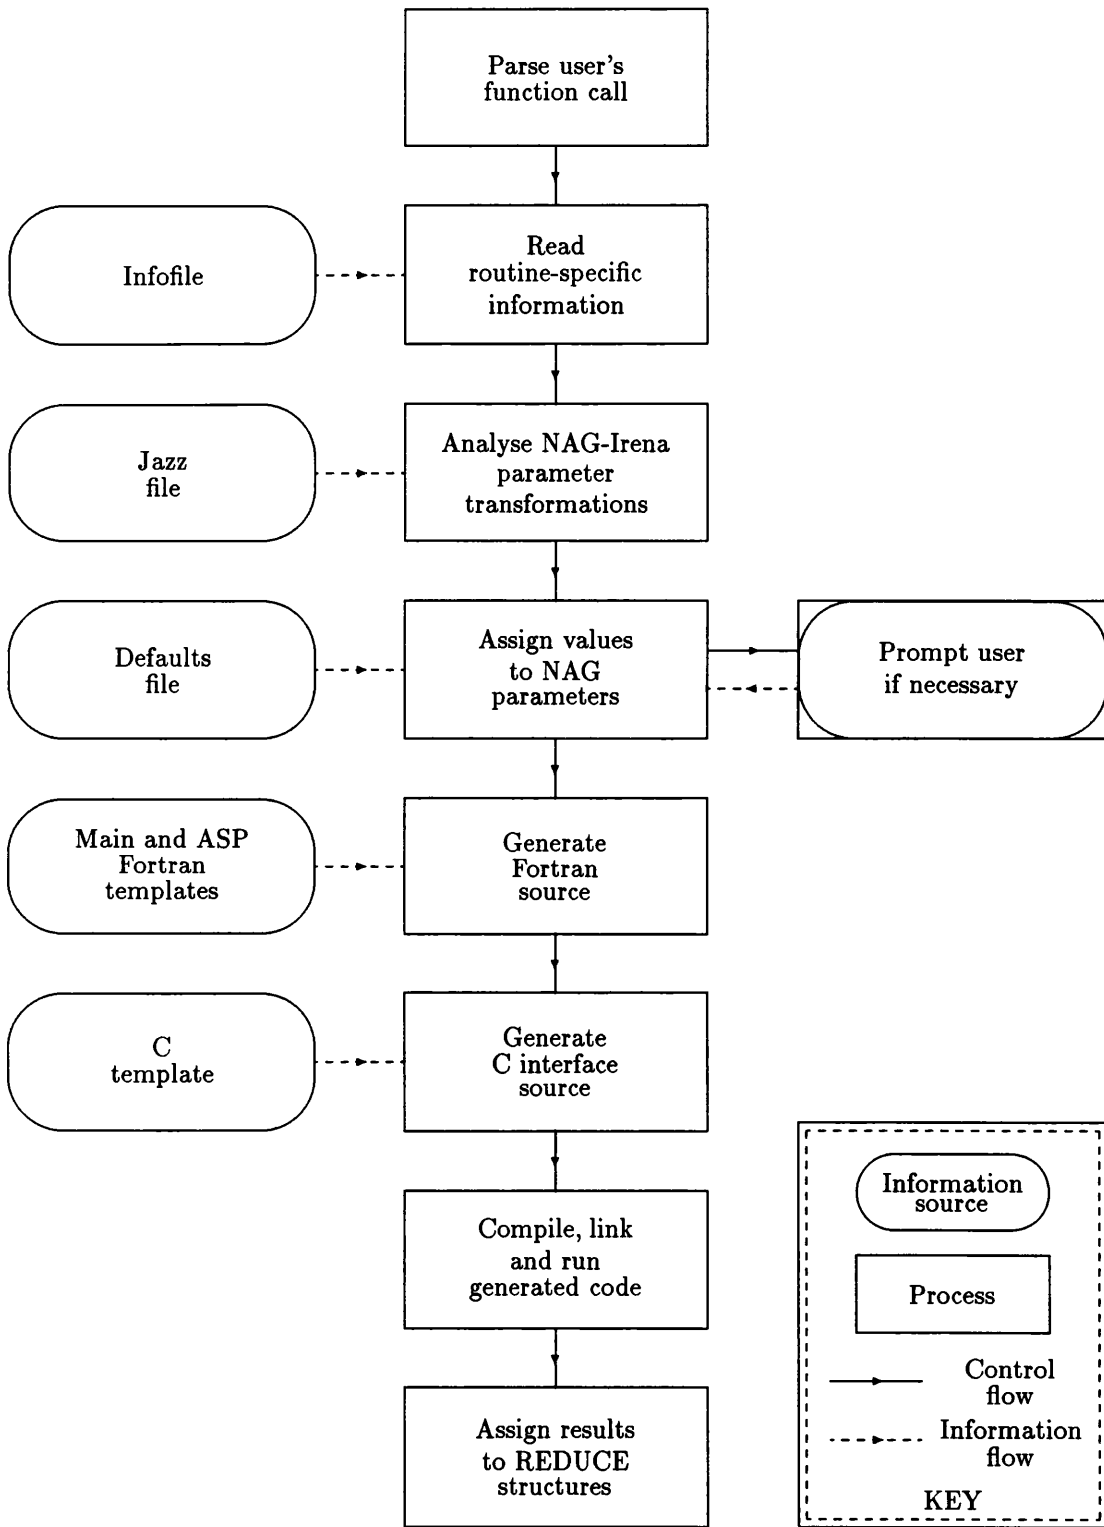 Parse user's
function call
Infofile
Read
routine-specific
information
Jazz
file
Analyse NAG-Irena
parameter
transformations
Defaults
file
Assign values
to NAG
parameters
Prompt user
if necessary
Main and ASP
Fortran
templates
Generate
Fortran
source
C
template
Generate
C interface
source
Compile, link
and run
generated code
Assign results
to REDUCE
structures
Information
source
Process
Control
flow
Information
flow
KEY